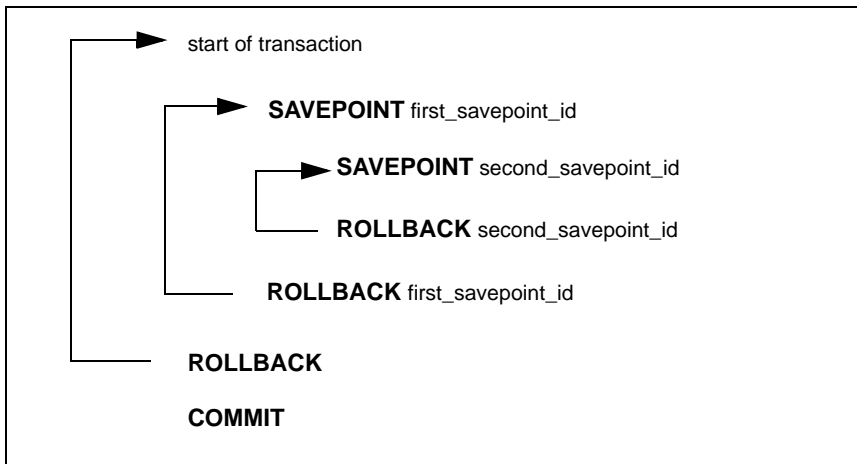 start of transaction
SAVEPOINT first_savepoint_id
SAVEPOINT second_savepoint_id
ROLLBACK second_savepoint_id
ROLLBACK first_savepoint_id
ROLLBACK
COMMIT